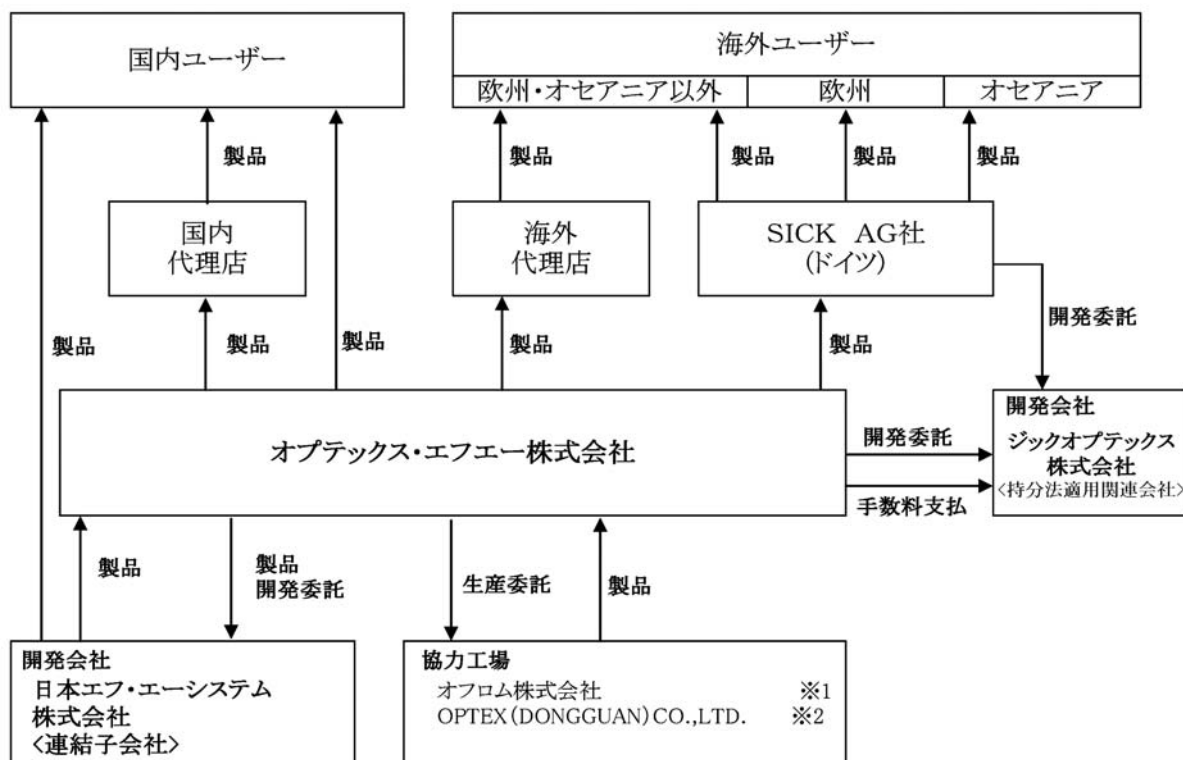 国内ユーザー
海外ユーザー
欧州・オセアニア以外
欧州
オセアニア
製品
製品
製品
製品
製品
国内
代理店
海外
代理店
SICK AG社
(ドイツ)
開発委託
製品
製品
製品
製品
製品
オプテックス・エフエー株式会社
開発委託
手数料支払
開発会社
ジックオプテックス
株式会社
<持分法適用関連会社>
製品
製品
開発委託
生産委託
製品
開発会社
日本エフ・エーシステム
株式会社
<連結子会社>
協力工場
オフロム株式会社 ※1
OPTEX(DONGGUAN)CO.,LTD. ※2